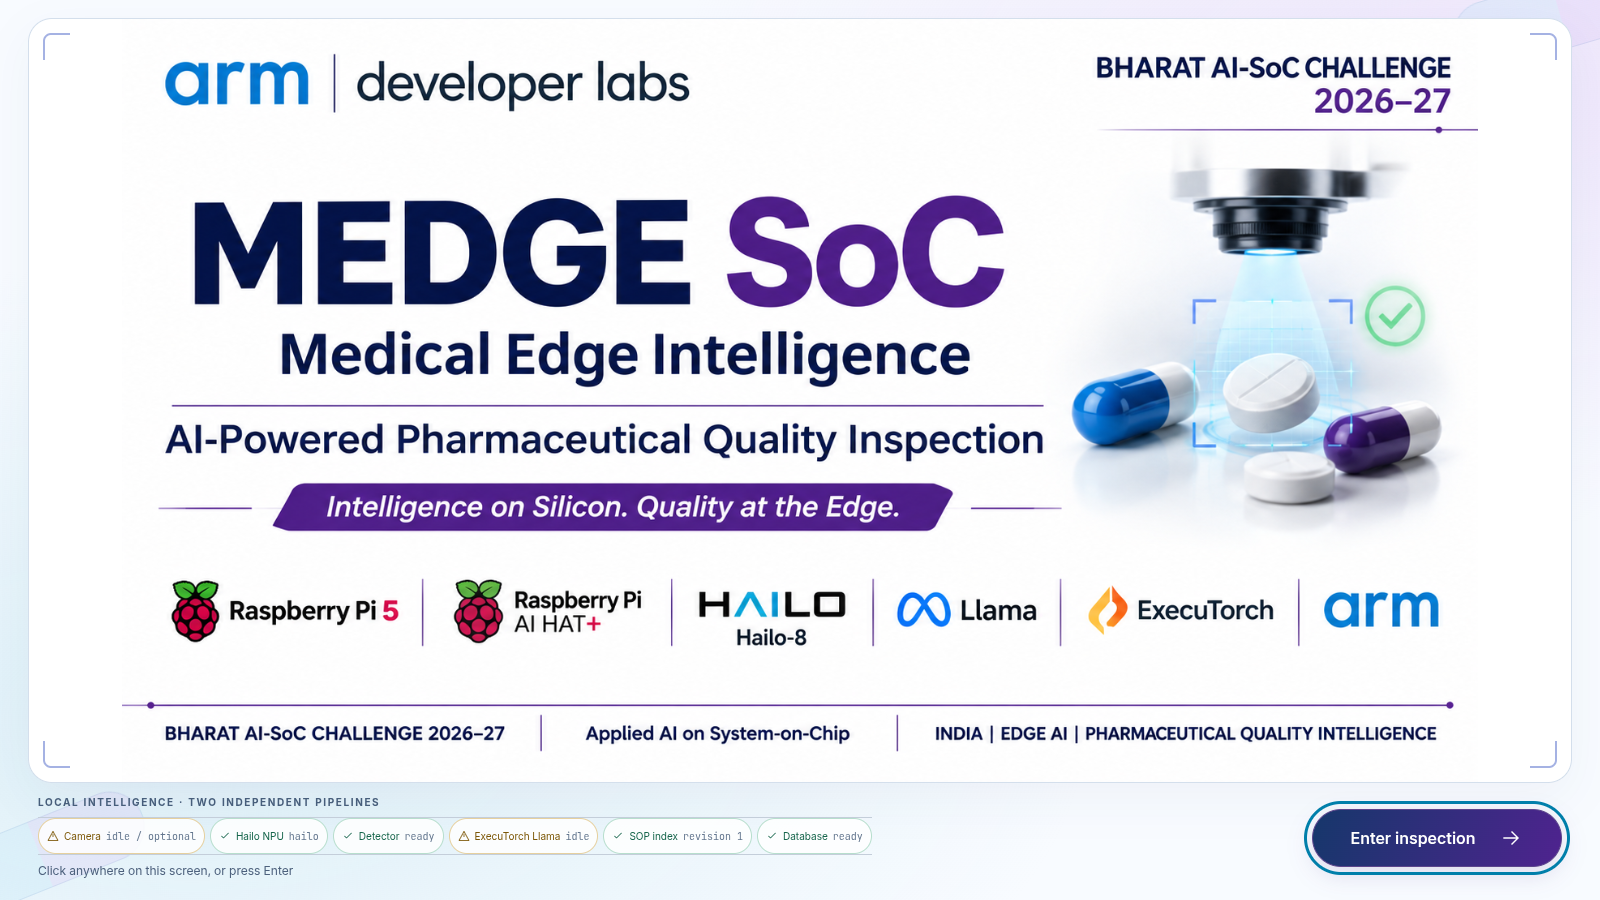 arm | developer labs
BHARAT AI-SoC CHALLENGE
2026–27
MEDGE SoC
Medical Edge Intelligence
AI-Powered Pharmaceutical Quality Inspection
Intelligence on Silicon. Quality at the Edge.
Raspberry Pi 5
Raspberry Pi
AI HAT+
HAILO
Hailo-8
Llama
ExecuTorch
arm
BHARAT AI-SoC CHALLENGE 2026–27
Applied AI on System-on-Chip
INDIA | EDGE AI | PHARMACEUTICAL QUALITY INTELLIGENCE
LOCAL INTELLIGENCE · TWO INDEPENDENT PIPELINES
Camera idle / optional
Hailo NPU hailo
Detector ready
ExecuTorch Llama idle
SOP index revision 1
Database ready
Click anywhere on this screen, or press Enter
Enter inspection →